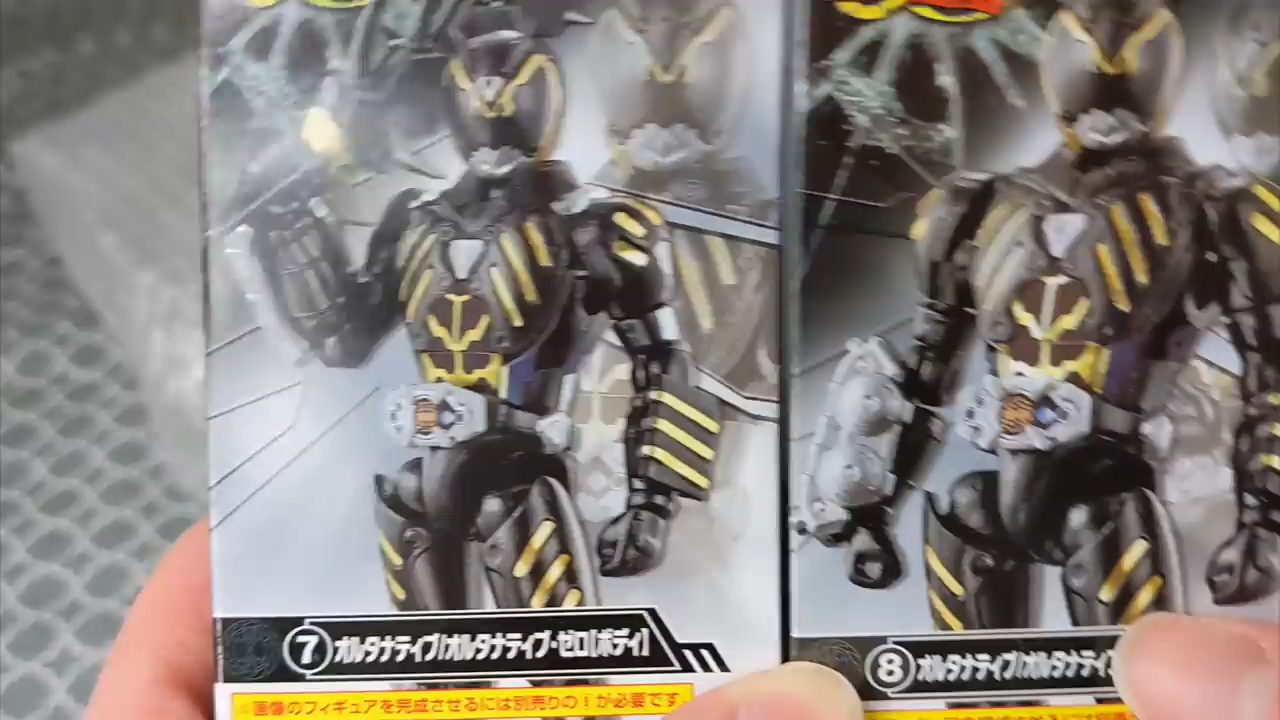 7 オルタナティブ/オルタナティブ・ゼロ[ボディ]
画像のフィギュアを完成させるには別売りの
が必要です
8 オルタナティブ/オルタナティ